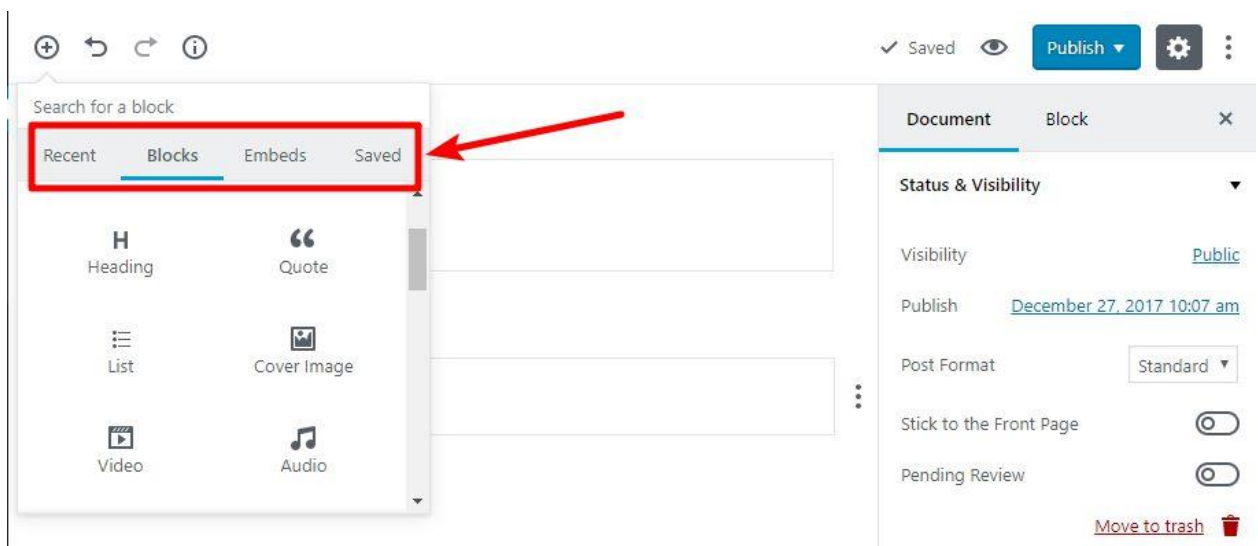 Saved Publish
Search for a block
Recent Blocks Embeds Saved
H
Heading Quote
List Cover Image
Video Audio
Document Block
Status & Visibility
Visibility Public
Publish December 27, 2017 10:07 am
Post Format Standard
Stick to the Front Page
Pending Review
Move to trash